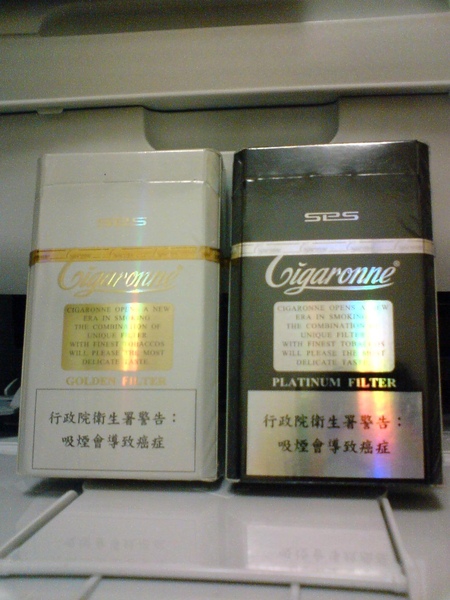 SPS
Cigaronne
CIGARONNE OPENS A NEW
ERA IN SMOKING
THE COMBINATION OF
UNIQUE FILTER
WITH FINEST TOBACCOS
WILL PLEASE THE MOST
DELICATE TASTE
GOLDEN FILTER
行政院衛生署警告：
吸煙會導致癌症
SPS
Cigaronne®
CIGARONNE OPENS A NEW
ERA IN SMOKING
THE COMBINATION
UNIQUE FILTER
WITH FINEST TOBACCOS
WILL PLEASE THE MOST
DELICATE TASTE
PLATINUM FILTER
行政院衛生署警告：
吸煙會導致癌症